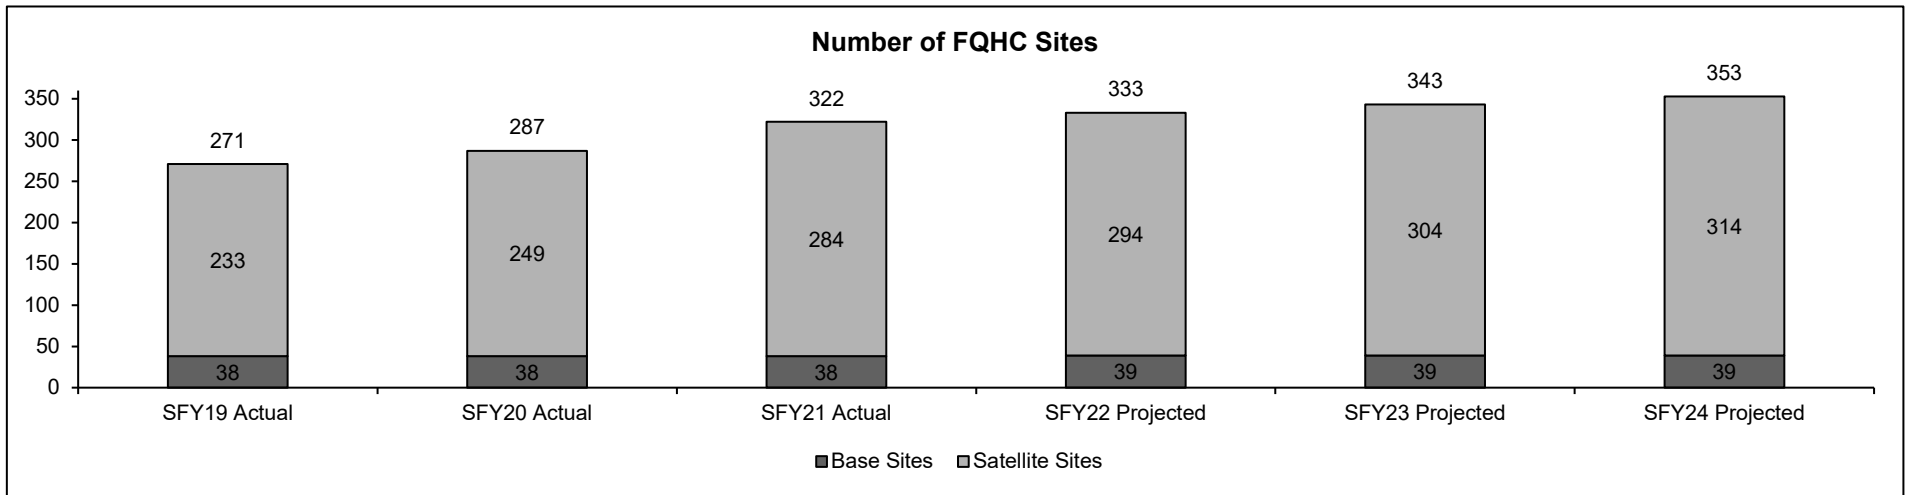 Number of FQHC Sites
350
300
250
200
150
100
50
0
271
287
322
333
343
353
233
249
284
294
304
314
38
38
38
39
39
39
SFY19 Actual
SFY20 Actual
SFY21 Actual
SFY22 Projected
SFY23 Projected
SFY24 Projected
Base Sites
Satellite Sites